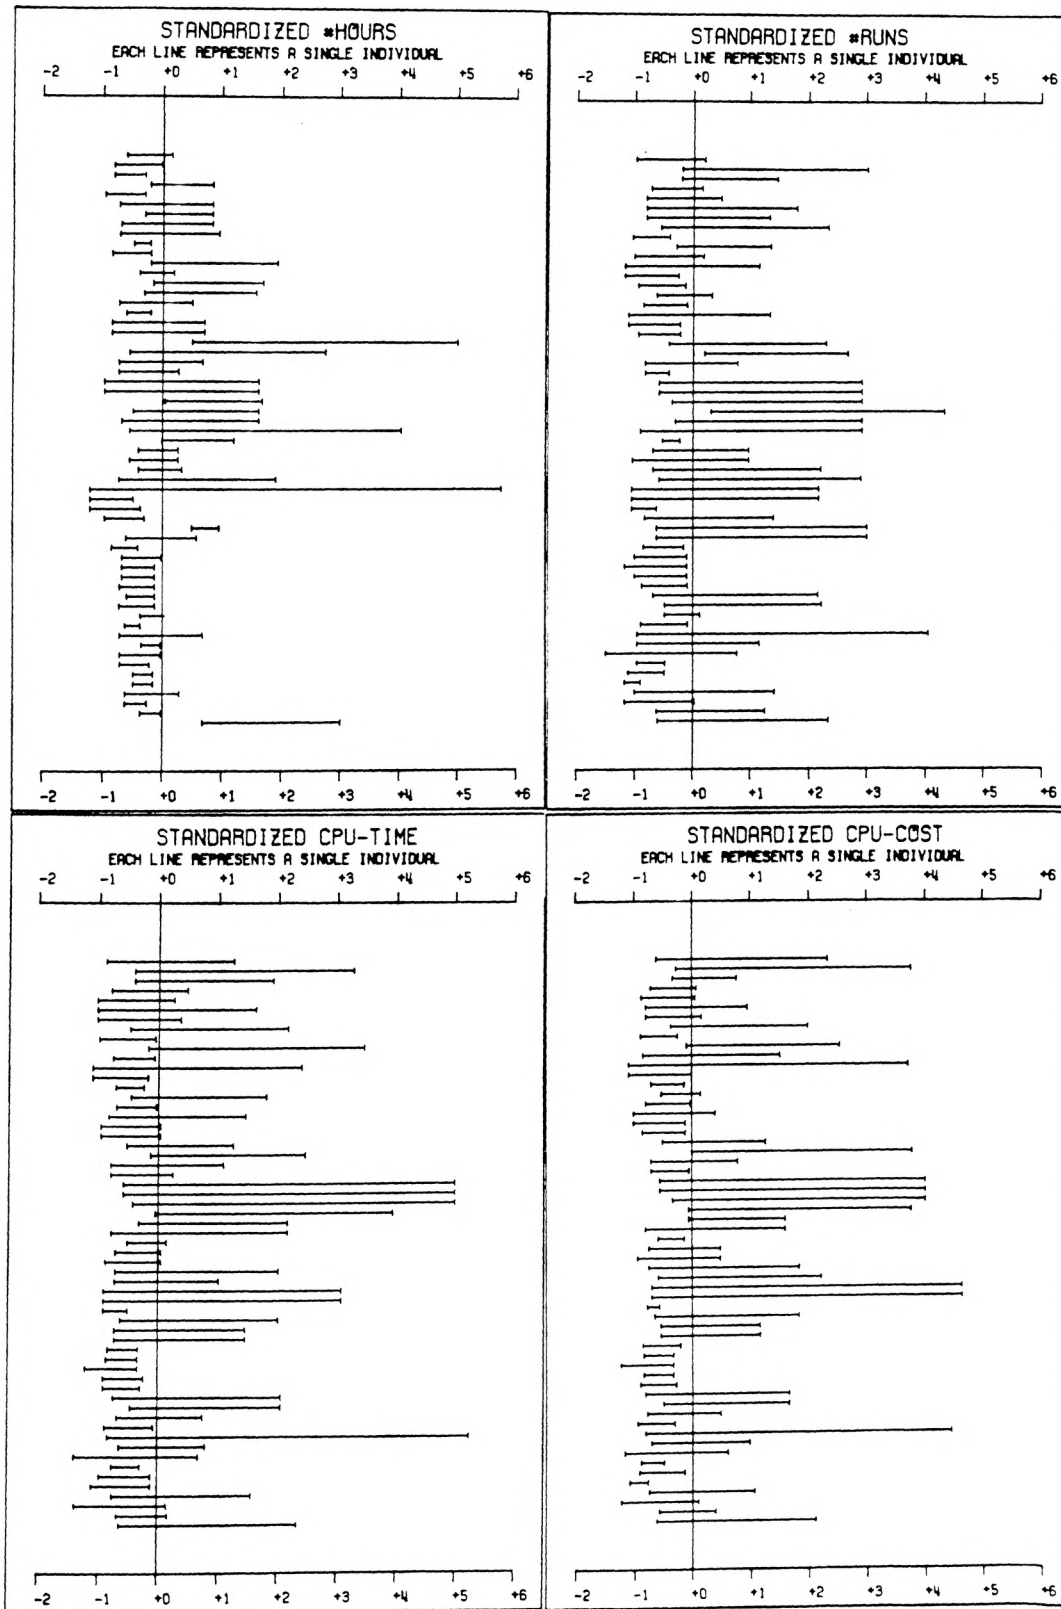 STANDARDIZED #HOURS
EACH LINE REPRESENTS A SINGLE INDIVIDUAL
-2 -1 +0 +1 +2 +3 +4 +5 +6
-2 -1 +0 +1 +2 +3 +4 +5 +6
STANDARDIZED #RUNS
EACH LINE REPRESENTS A SINGLE INDIVIDUAL
-2 -1 +0 +1 +2 +3 +4 +5 +6
-2 -1 +0 +1 +2 +3 +4 +5 +6
STANDARDIZED CPU-TIME
EACH LINE REPRESENTS A SINGLE INDIVIDUAL
-2 -1 +0 +1 +2 +3 +4 +5 +6
-2 -1 +0 +1 +2 +3 +4 +5 +6
STANDARDIZED CPU-COST
EACH LINE REPRESENTS A SINGLE INDIVIDUAL
-2 -1 +0 +1 +2 +3 +4 +5 +6
-2 -1 +0 +1 +2 +3 +4 +5 +6